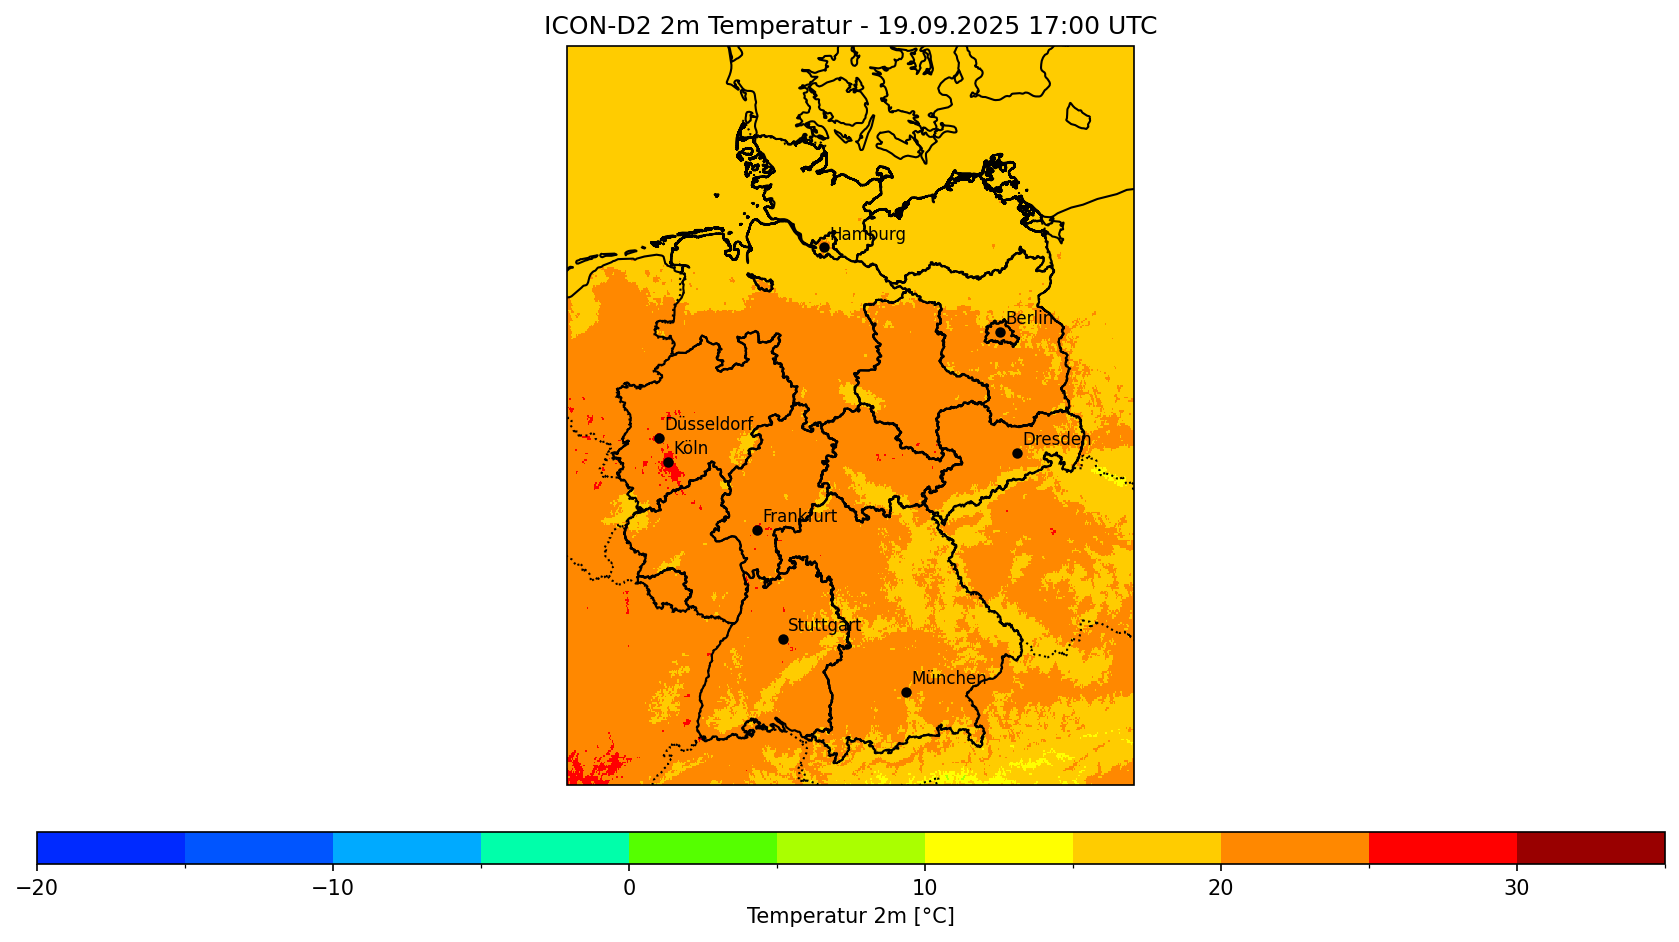 ICON-D2 2m Temperatur - 19.09.2025 17:00 UTC
Hamburg
Berlin
Düsseldorf
Köln
Dresden
Frankfurt
Stuttgart
München
−20 −10 0 10 20 30
Temperatur 2m [°C]